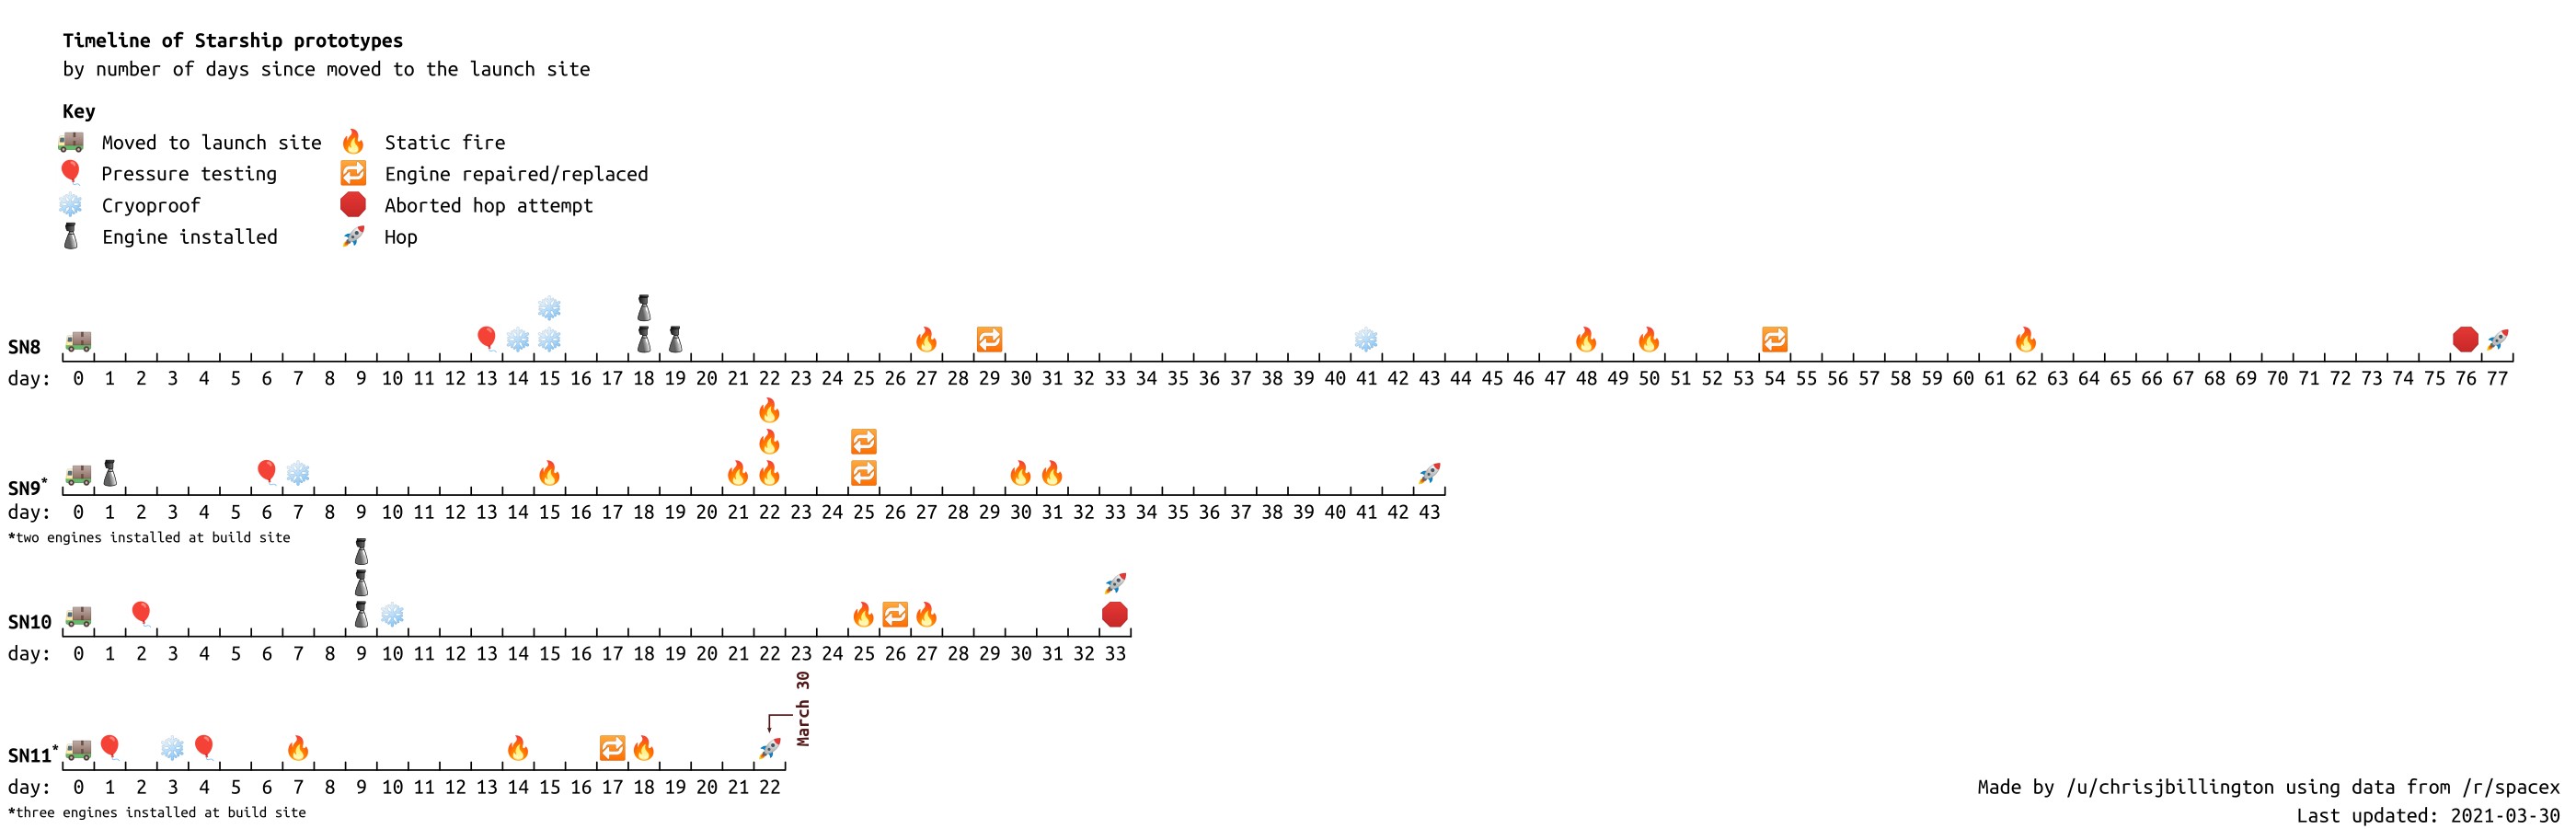 Timeline of Starship prototypes
by number of days since moved to the launch site
Key
Moved to launch site Static fire
Pressure testing Engine repaired/replaced
Cryoproof Aborted hop attempt
Engine installed Hop
SN8
day: 0 1 2 3 4 5 6 7 8 9 10 11 12 13 14 15 16 17 18 19 20 21 22 23 24 25 26 27 28 29 30 31 32 33 34 35 36 37 38 39 40 41 42 43 44 45 46 47 48 49 50 51 52 53 54 55 56 57 58 59 60 61 62 63 64 65 66 67 68 69 70 71 72 73 74 75 76 77
SN9*
day: 0 1 2 3 4 5 6 7 8 9 10 11 12 13 14 15 16 17 18 19 20 21 22 23 24 25 26 27 28 29 30 31 32 33 34 35 36 37 38 39 40 41 42 43
*two engines installed at build site
SN10
day: 0 1 2 3 4 5 6 7 8 9 10 11 12 13 14 15 16 17 18 19 20 21 22 23 24 25 26 27 28 29 30 31 32 33
March 30
SN11*
day: 0 1 2 3 4 5 6 7 8 9 10 11 12 13 14 15 16 17 18 19 20 21 22
*three engines installed at build site
Made by /u/chrisjbillington using data from /r/spacex
Last updated: 2021-03-30